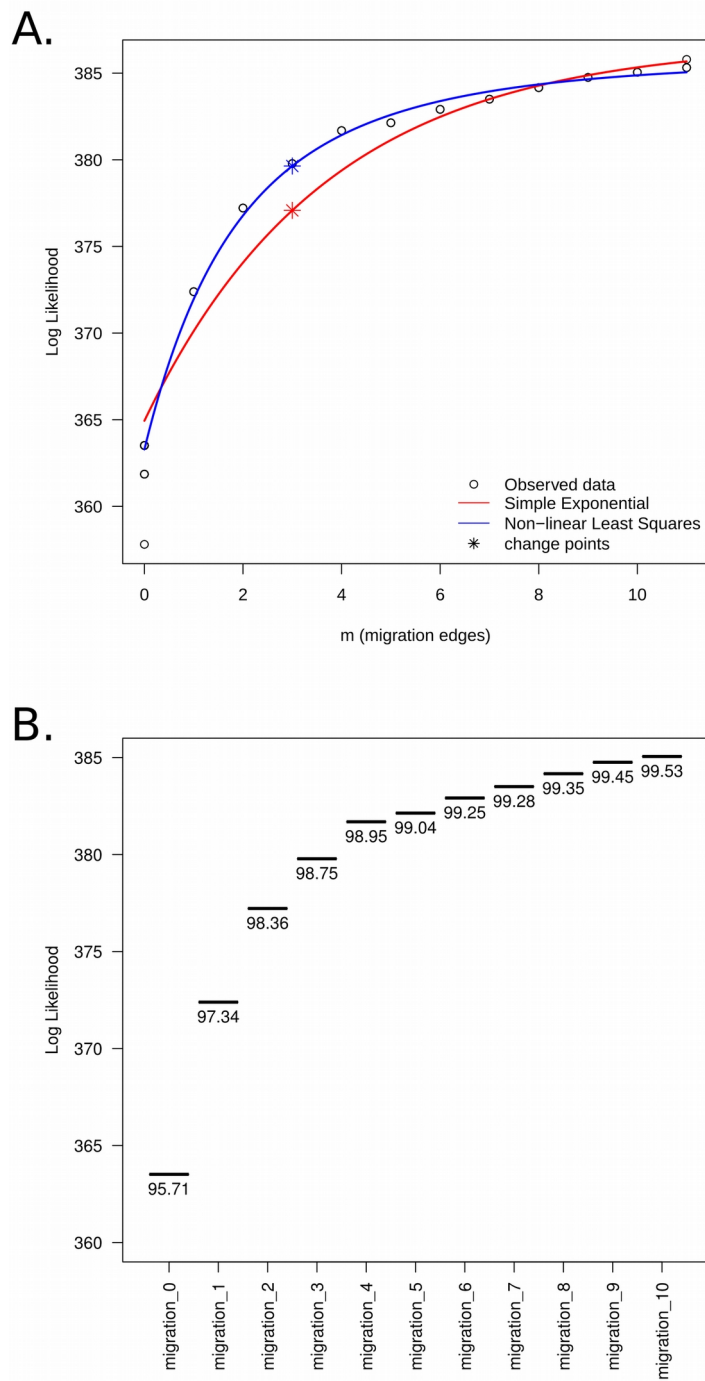 A.
385
380
375
370
365
360
Log Likelihood
Observed data
Simple Exponential
Non−linear Least Squares
change points
0 2 4 6 8 10
m (migration edges)
B.
385
380
375
370
365
360
Log Likelihood
95.71
97.34
98.36
98.75
98.95
99.04
99.25
99.28
99.35
99.45
99.53
migration_0
migration_1
migration_2
migration_3
migration_4
migration_5
migration_6
migration_7
migration_8
migration_9
migration_10